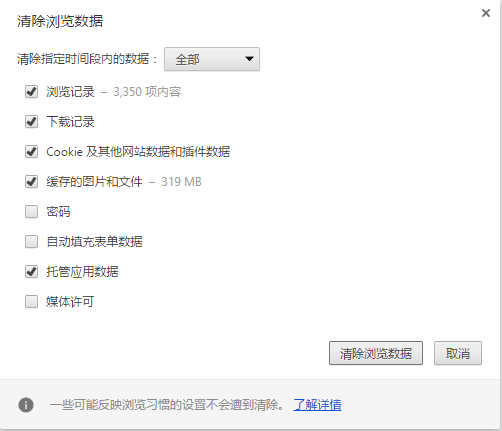 清除浏览数据
清除指定时间段内的数据： 全部
浏览记录 – 3,350 项内容
下载记录
Cookie 及其他网站数据和插件数据
缓存的图片和文件 – 319 MB
密码
自动填充表单数据
托管应用数据
媒体许可
清除浏览数据 取消
一些可能反映浏览习惯的设置不会遭到清除。 了解详情